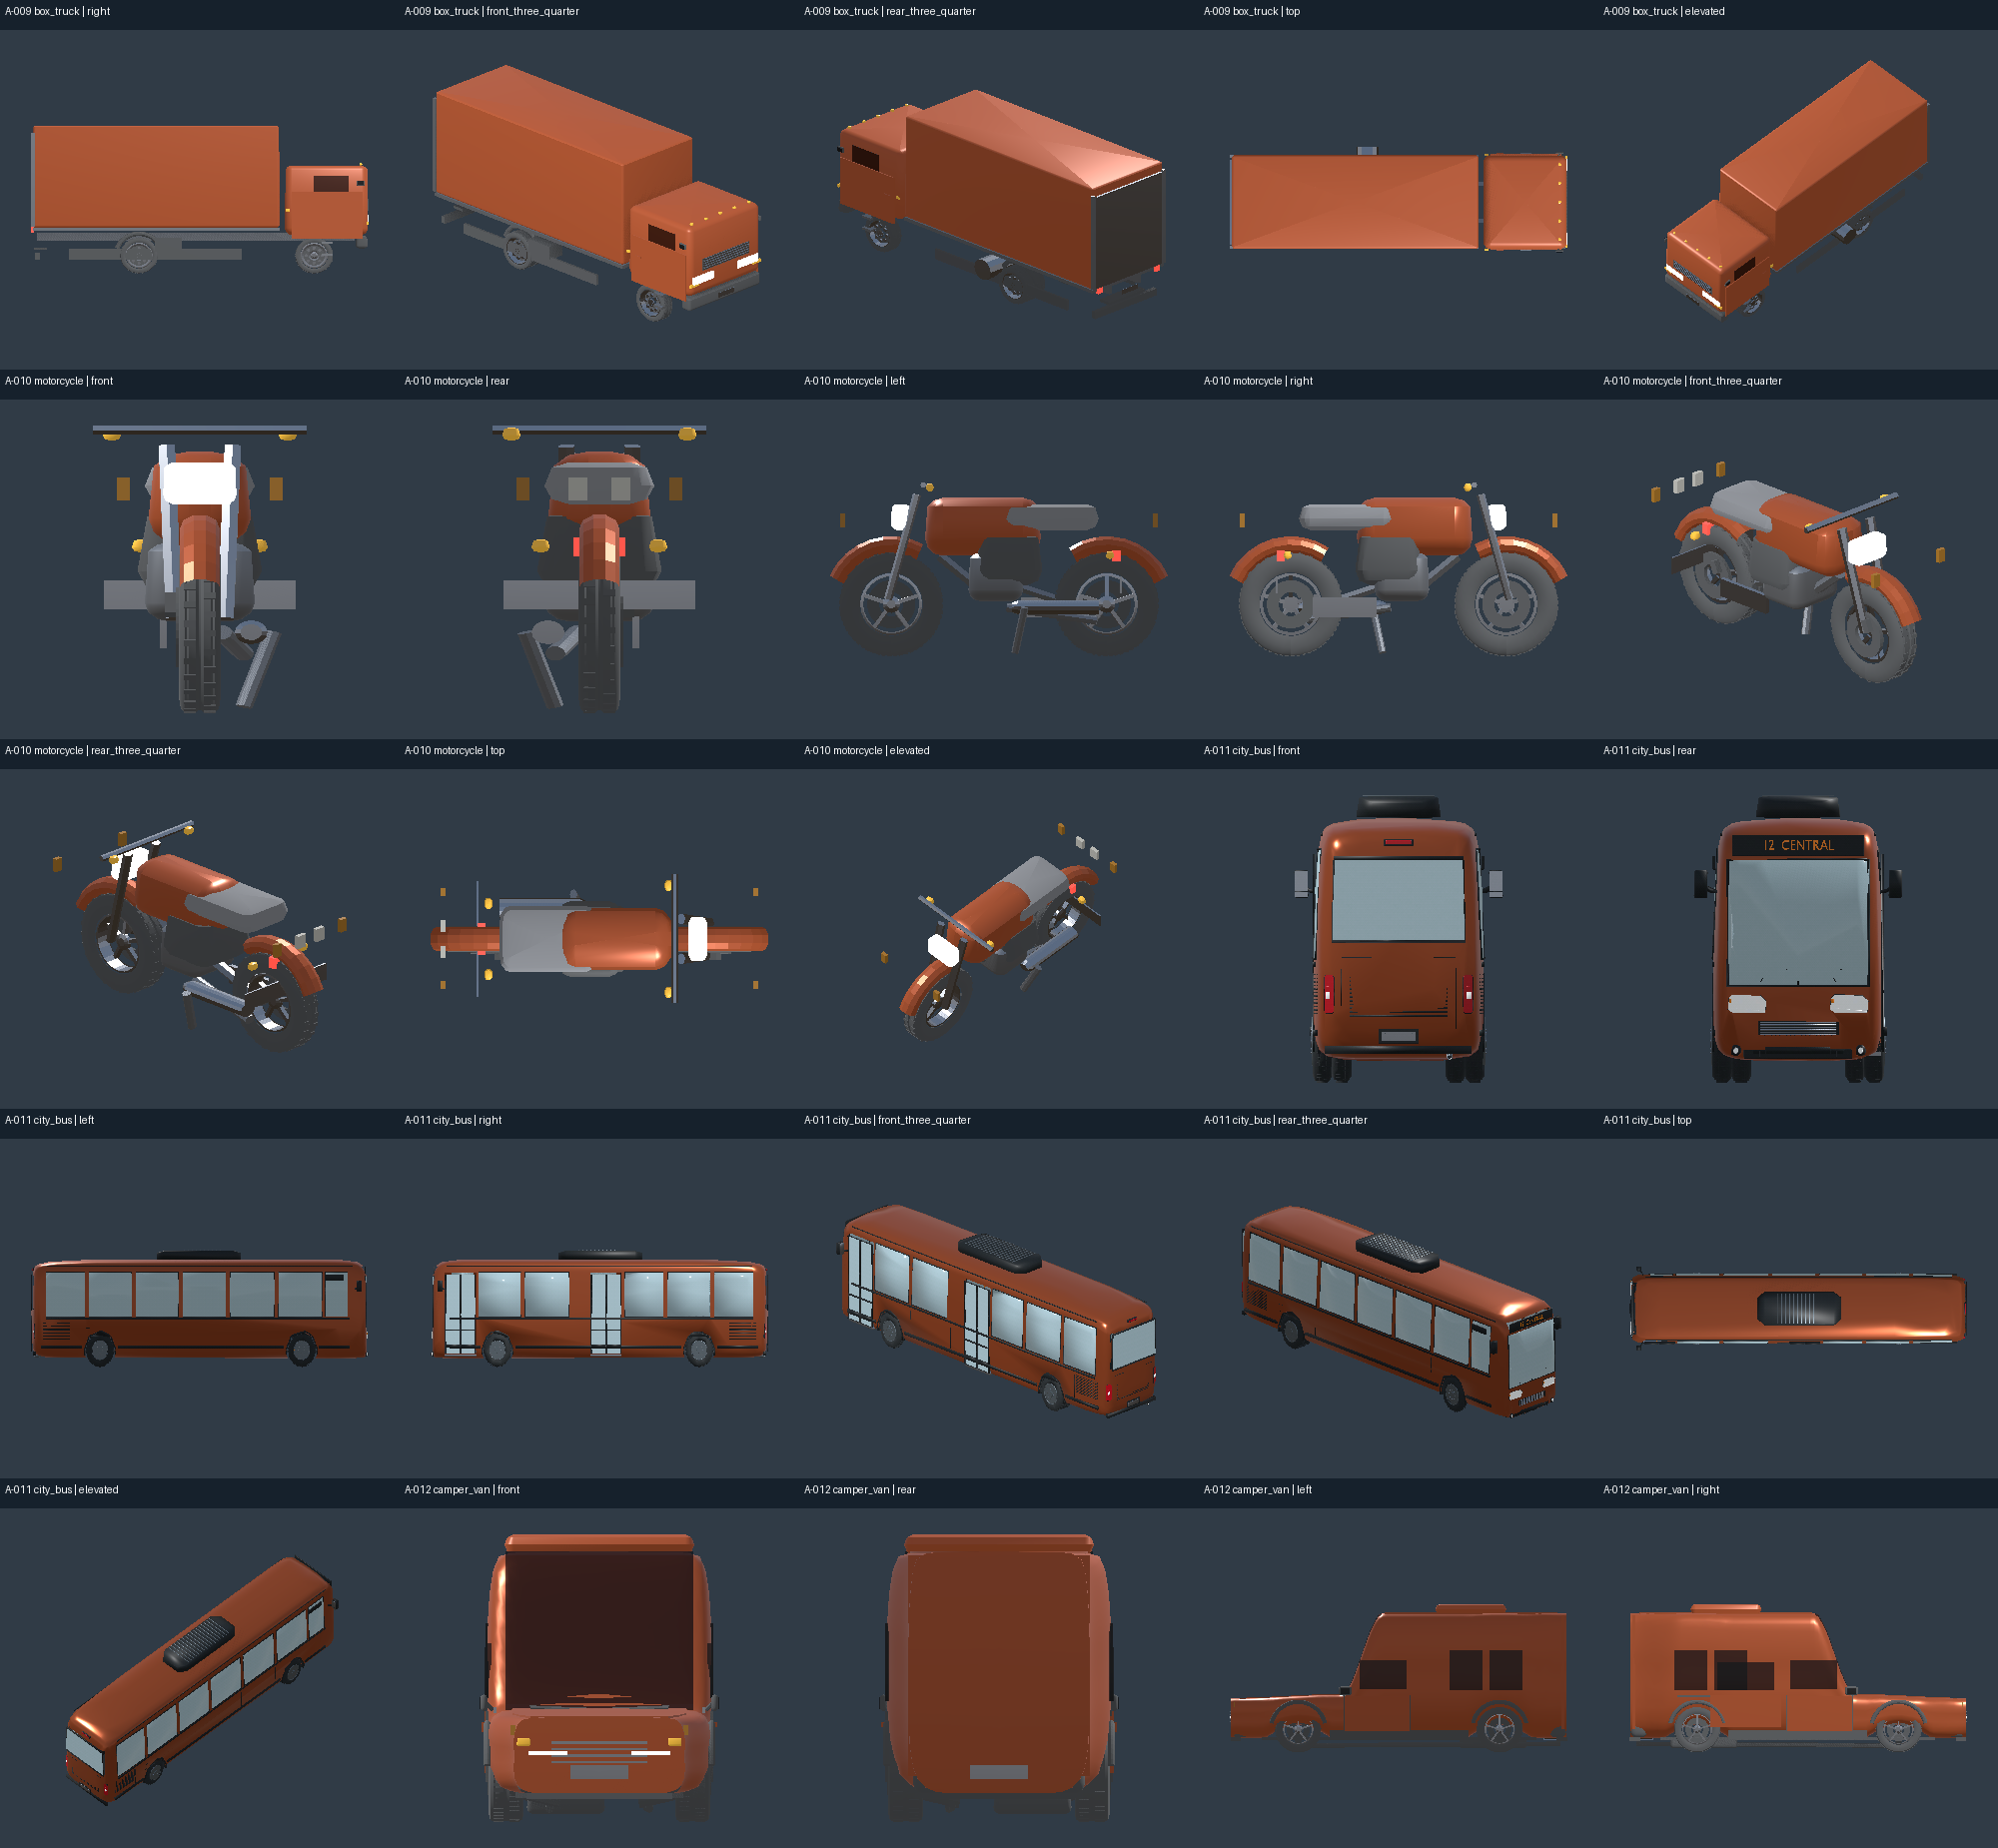 A-009 box_truck | right
A-009 box_truck | front_three_quarter
A-009 box_truck | rear_three_quarter
A-009 box_truck | top
A-009 box_truck | elevated
A-010 motorcycle | front
A-010 motorcycle | rear
A-010 motorcycle | left
A-010 motorcycle | right
A-010 motorcycle | front_three_quarter
A-010 motorcycle | rear_three_quarter
A-010 motorcycle | top
A-010 motorcycle | elevated
A-011 city_bus | front
A-011 city_bus | rear
12 CENTRAL
A-011 city_bus | left
A-011 city_bus | right
A-011 city_bus | front_three_quarter
A-011 city_bus | rear_three_quarter
A-011 city_bus | top
A-011 city_bus | elevated
A-012 camper_van | front
A-012 camper_van | rear
A-012 camper_van | left
A-012 camper_van | right